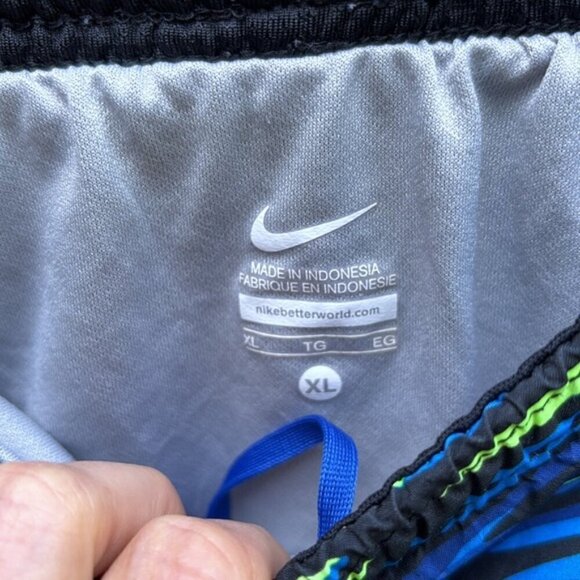 MADE IN INDONESIA
FABRIQUE EN INDONESIE
nikebetterworld.com
XL TG EG
XL